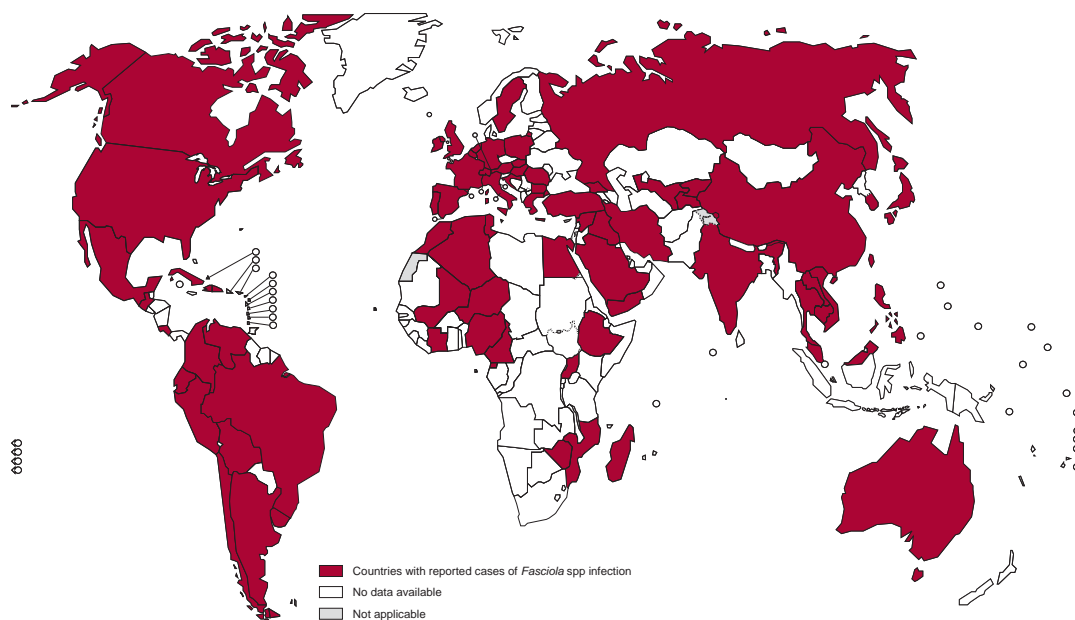 Countries with reported cases of Fasciola spp infection
No data available
Not applicable